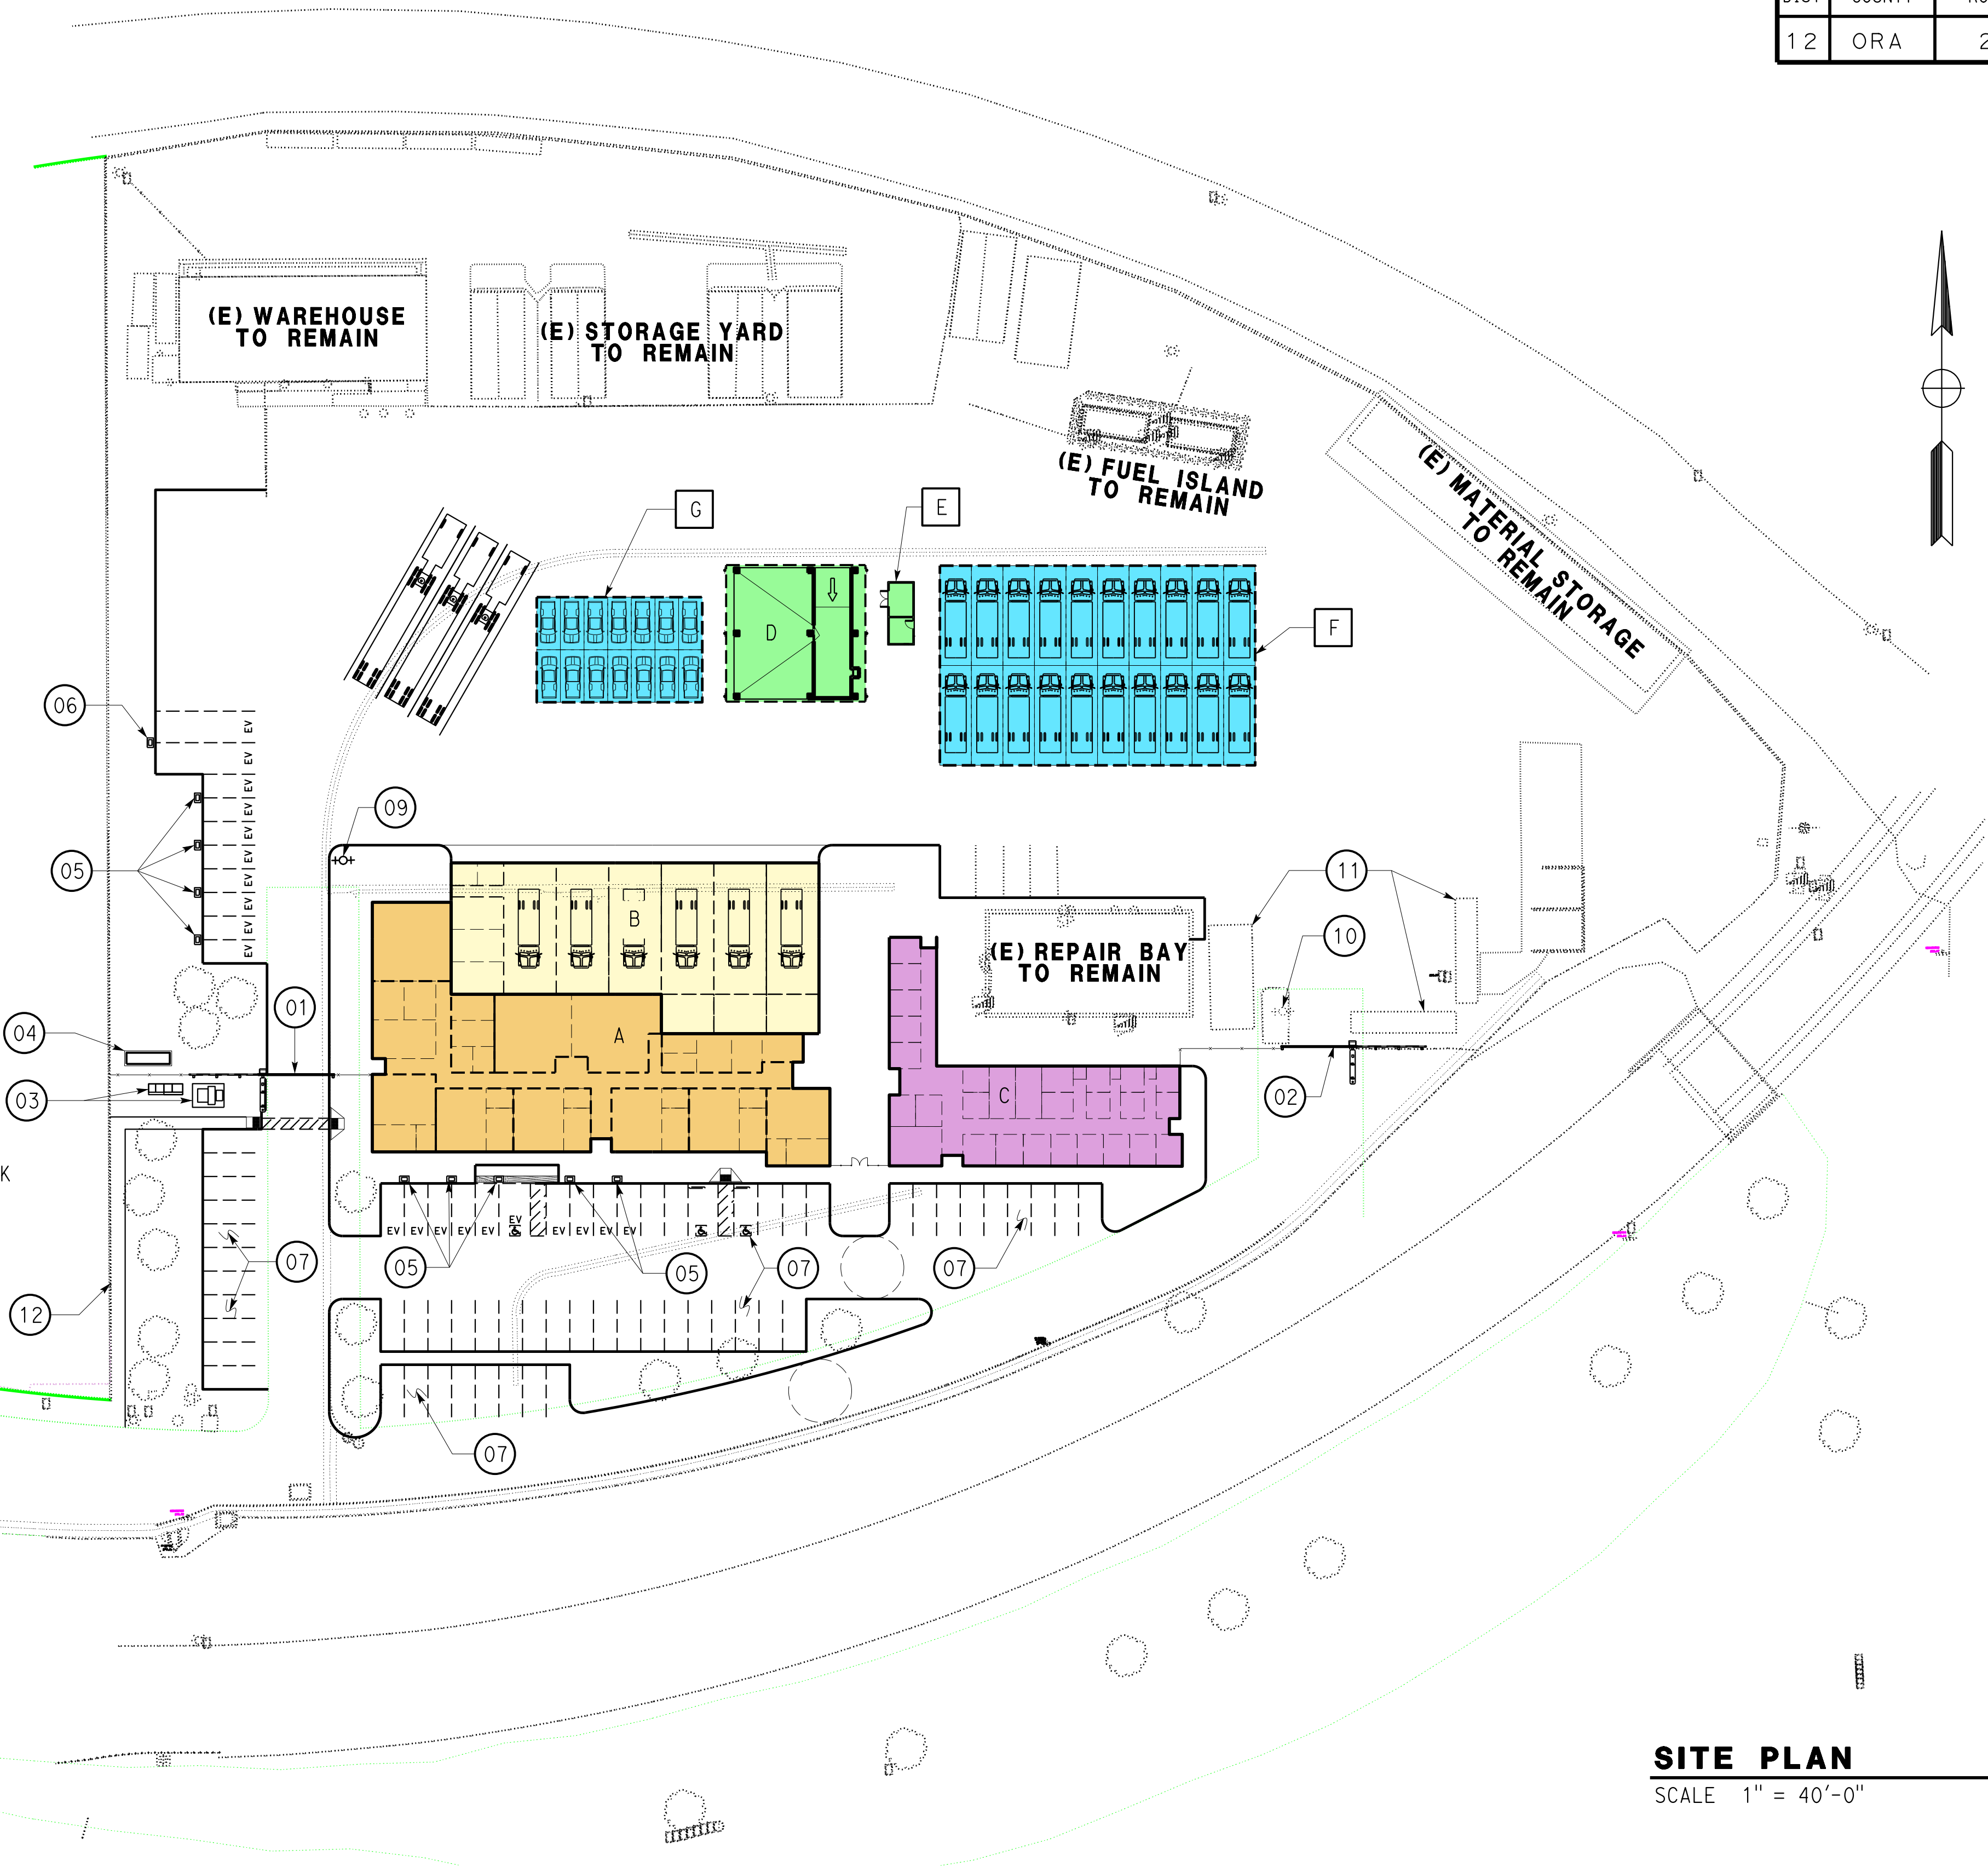 12 ORA 2
(E) WAREHOUSE
TO REMAIN
(E) STORAGE YARD
TO REMAIN
(E) FUEL ISLAND
TO REMAIN
(E) MATERIAL STORAGE
TO REMAIN
G
E
D
F
06
EV
EV
EV
EV
EV
EV
EV
EV
EV
EV
09
05
11
B
(E) REPAIR BAY
TO REMAIN
10
01
04
A
03
C
02
K
EV EV EV EV EV EV EV EV EV EV
05
05
07
07
07
12
07
SITE PLAN
SCALE 1" = 40'-0"